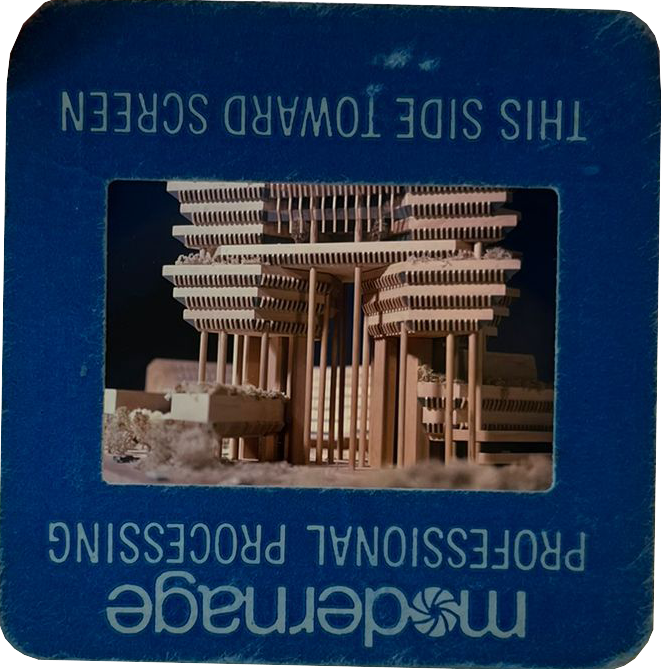 modernage
PROFESSIONAL PROCESSING
THIS SIDE TOWARD SCREEN